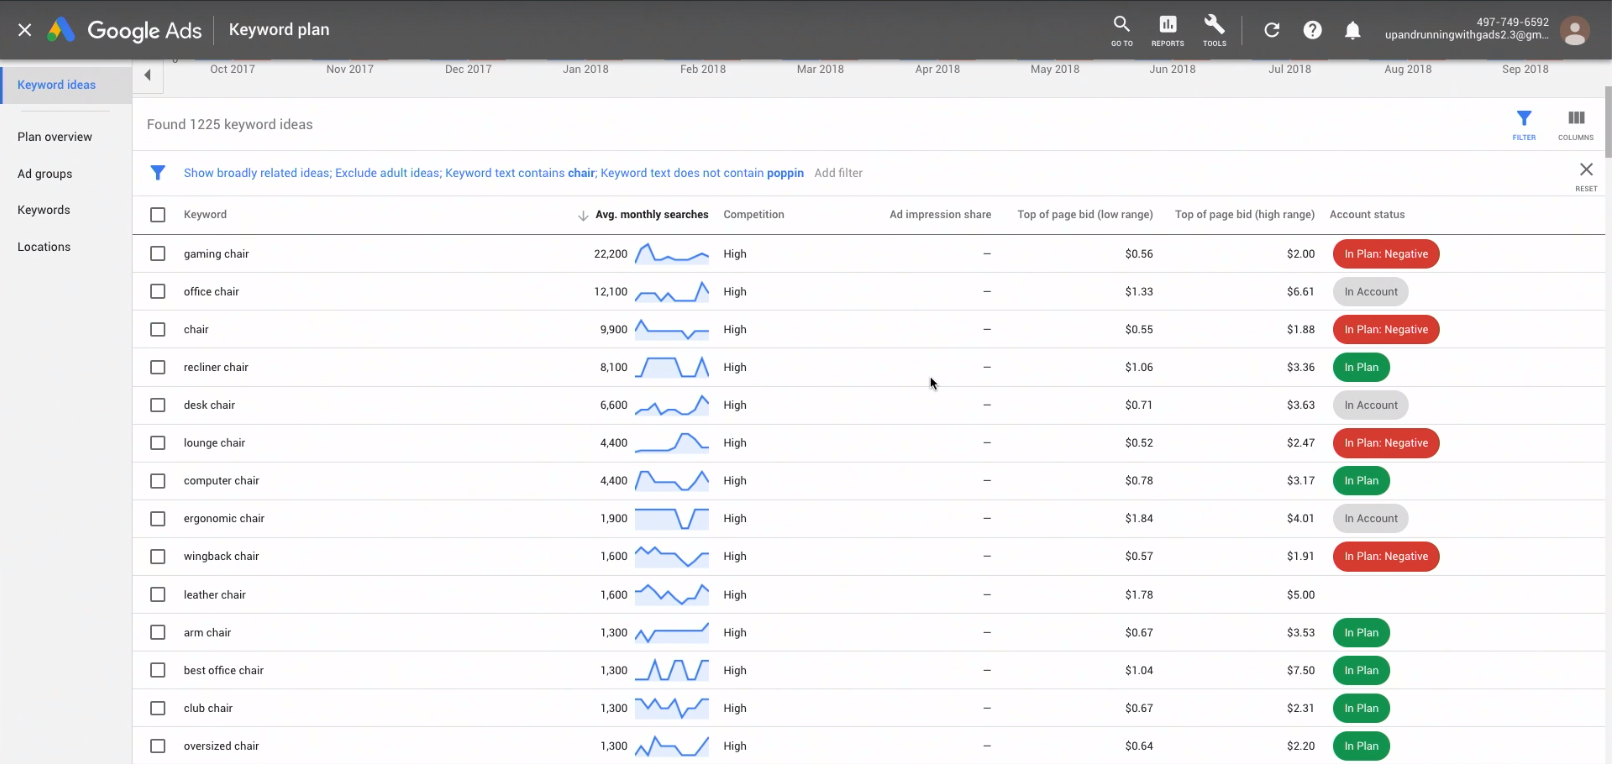 Google Ads Keyword plan GO TO REPORTS TOOLS 497-749-6592
upandrunningwithgads2.3@gm...
Oct 2017 Nov 2017 Dec 2017 Jan 2018 Feb 2018 Mar 2018 Apr 2018 May 2018 Jun 2018 Jul 2018 Aug 2018 Sep 2018
Keyword ideas
Plan overview
Ad groups
Keywords
Locations
Found 1225 keyword ideas FILTER COLUMNS
Show broadly related ideas; Exclude adult ideas; Keyword text contains chair; Keyword text does not contain poppin Add filter RESET
Keyword Avg. monthly searches Competition Ad impression share Top of page bid (low range) Top of page bid (high range) Account status
gaming chair 22,200 High – $0.56 $2.00 In Plan: Negative
office chair 12,100 High – $1.33 $6.61 In Account
chair 9,900 High – $0.55 $1.88 In Plan: Negative
recliner chair 8,100 High – $1.06 $3.36 In Plan
desk chair 6,600 High – $0.71 $3.63 In Account
lounge chair 4,400 High – $0.52 $2.47 In Plan: Negative
computer chair 4,400 High – $0.78 $3.17 In Plan
ergonomic chair 1,900 High – $1.84 $4.01 In Account
wingback chair 1,600 High – $0.57 $1.91 In Plan: Negative
leather chair 1,600 High – $1.78 $5.00
arm chair 1,300 High – $0.67 $3.53 In Plan
best office chair 1,300 High – $1.04 $7.50 In Plan
club chair 1,300 High – $0.67 $2.31 In Plan
oversized chair 1,300 High – $0.64 $2.20 In Plan